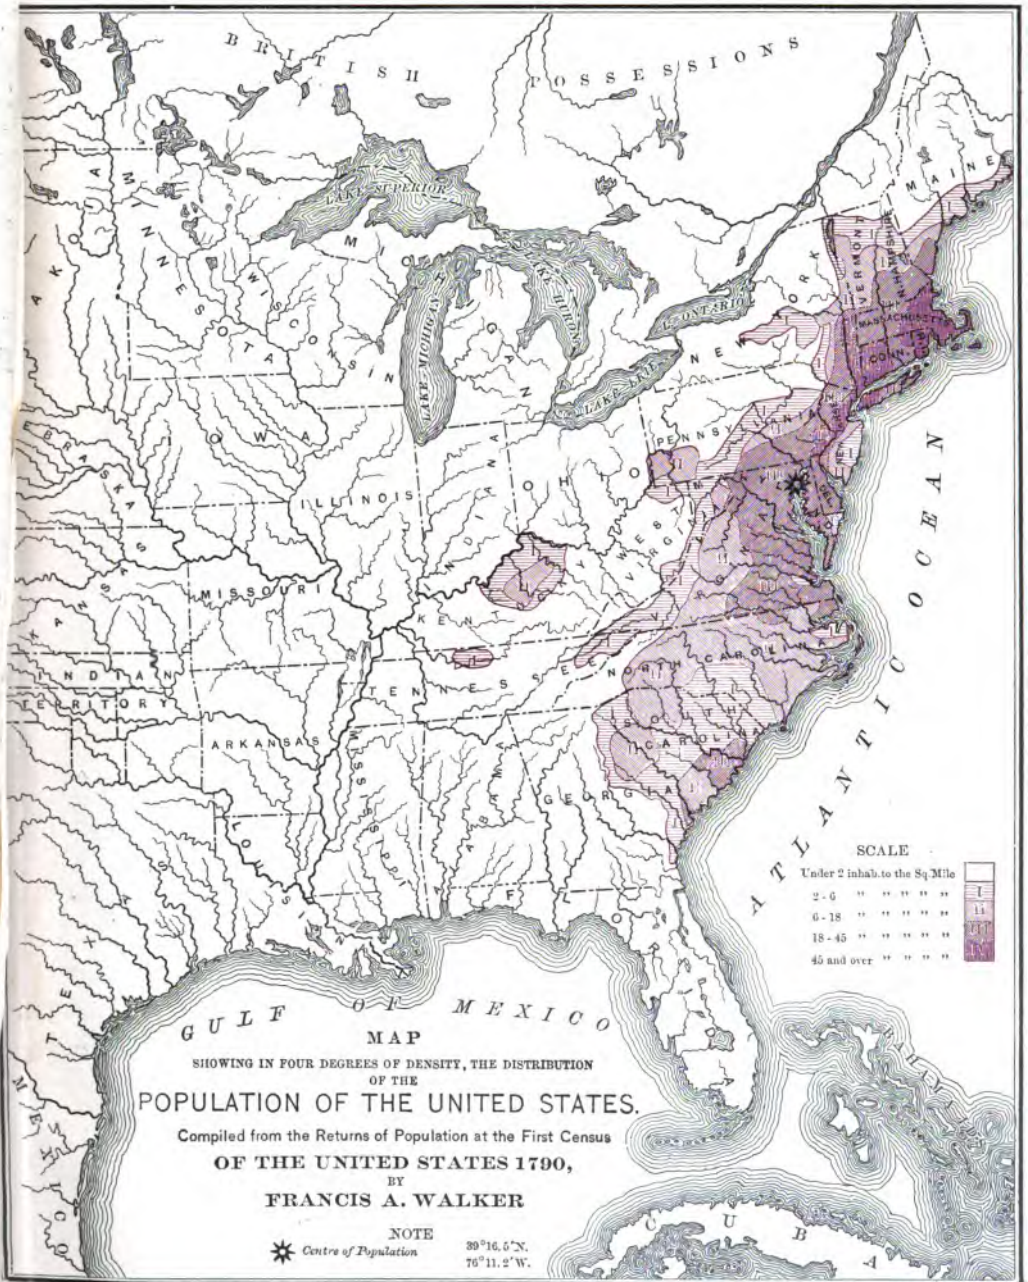 BRITISH POSSESSIONS
MAINE
LAKE SUPERIOR
MINNESOTA
WISCONSIN
VERMONT
MASSACHUSETTS
CONN.
LAKE MICHIGAN
LAKE HURON
L. ONTARIO
LAKE ERIE
NEW YORK
PENNSYLVANIA
IOWA
ILLINOIS
INDIANA
OHIO
WEST VIRGINIA
VIRGINIA
MISSOURI
KANSAS
INDIAN
TERRITORY
TENNESSEE
NORTH CAROLINA
SOUTH
CAROLINA
ARKANSAS
MISSISSIPPI
ALABAMA
GEORGIA
TEXAS
MEXICO
ATLANTIC OCEAN
SCALE
Under 2 inhab. to the Sq. Mile
2 - 6 " " " " " I
6 - 18 " " " " " II
18 - 45 " " " " " III
45 and over " " " " IV
GULF OF MEXICO
MAP
SHOWING IN FOUR DEGREES OF DENSITY, THE DISTRIBUTION
OF THE
POPULATION OF THE UNITED STATES.
Compiled from the Returns of Population at the First Census
OF THE UNITED STATES 1790,
BY
FRANCIS A. WALKER
NOTE
Centre of Population 39°16.5'N.
76°11.2'W.
CUBA